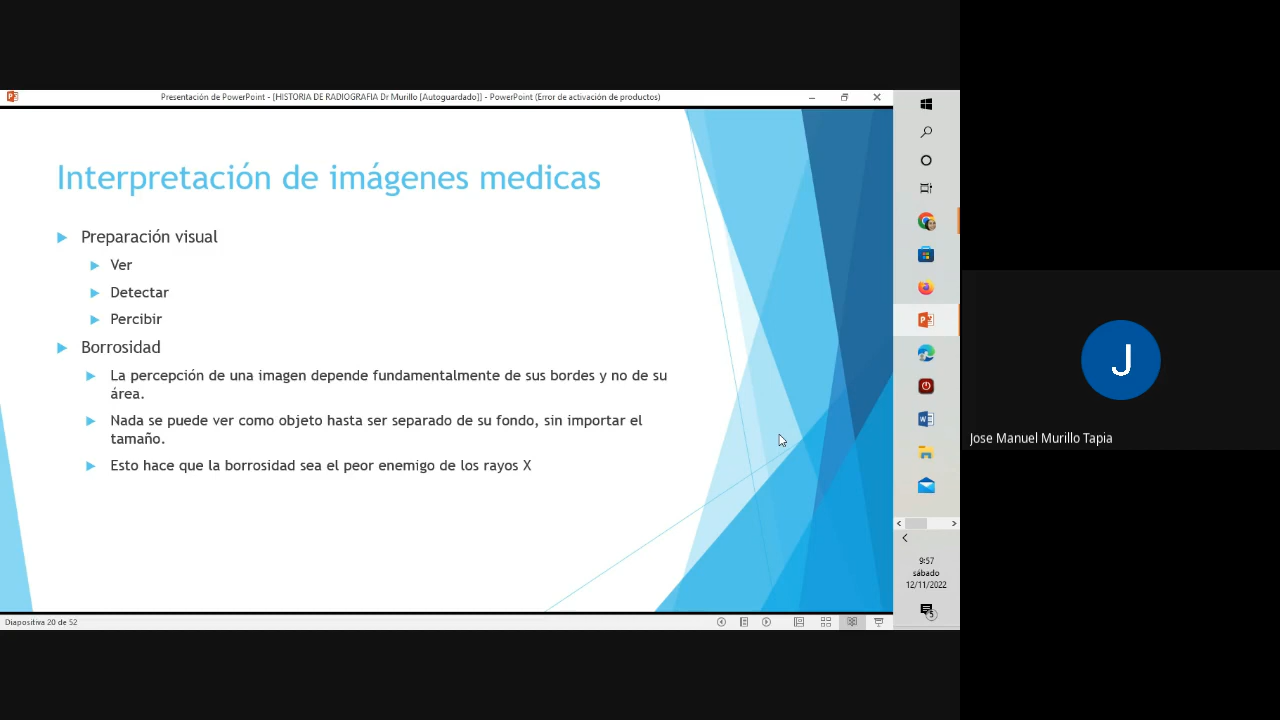 Presentación de PowerPoint - [HISTORIA DE RADIOGRAFIA Dr Murillo [Autoguardado]] - PowerPoint (Error de activación de productos)
Interpretación de imágenes medicas
Preparación visual
Ver
Detectar
Percibir
Borrosidad
La percepción de una imagen depende fundamentalmente de sus bordes y no de su
área.
Nada se puede ver como objeto hasta ser separado de su fondo, sin importar el
tamaño.
Esto hace que la borrosidad sea el peor enemigo de los rayos X
Diapositiva 20 de 52
9:57
sábado
12/11/2022
5
J
Jose Manuel Murillo Tapia